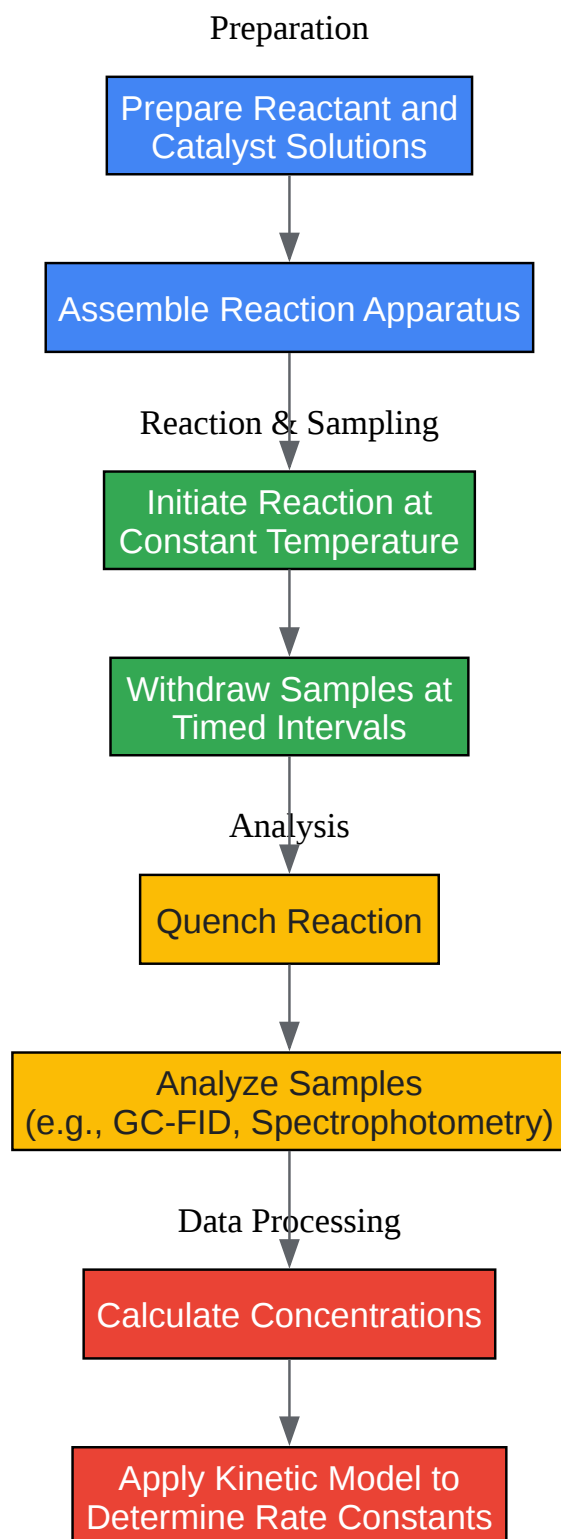 Preparation
Prepare Reactant and
Catalyst Solutions
Assemble Reaction Apparatus
Reaction & Sampling
Initiate Reaction at
Constant Temperature
Withdraw Samples at
Timed Intervals
Analysis
Quench Reaction
Analyze Samples
(e.g., GC-FID, Spectrophotometry)
Data Processing
Calculate Concentrations
Apply Kinetic Model to
Determine Rate Constants